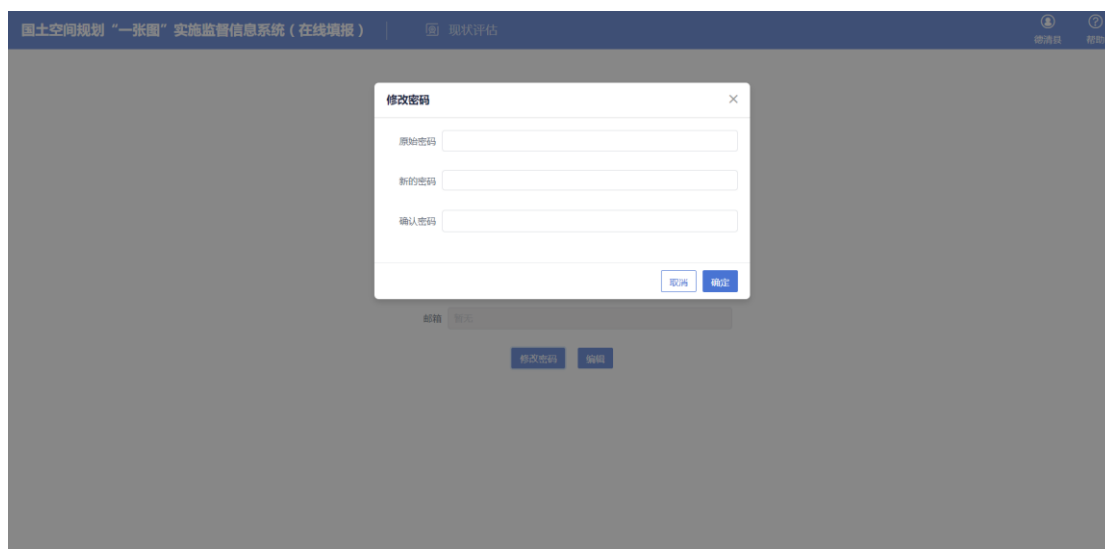 国土空间规划“一张图”实施监督信息系统（在线填报）
现状评估
德清县
帮助
修改密码
原始密码
新的密码
确认密码
取消
确定
邮箱
暂无
修改密码
编辑